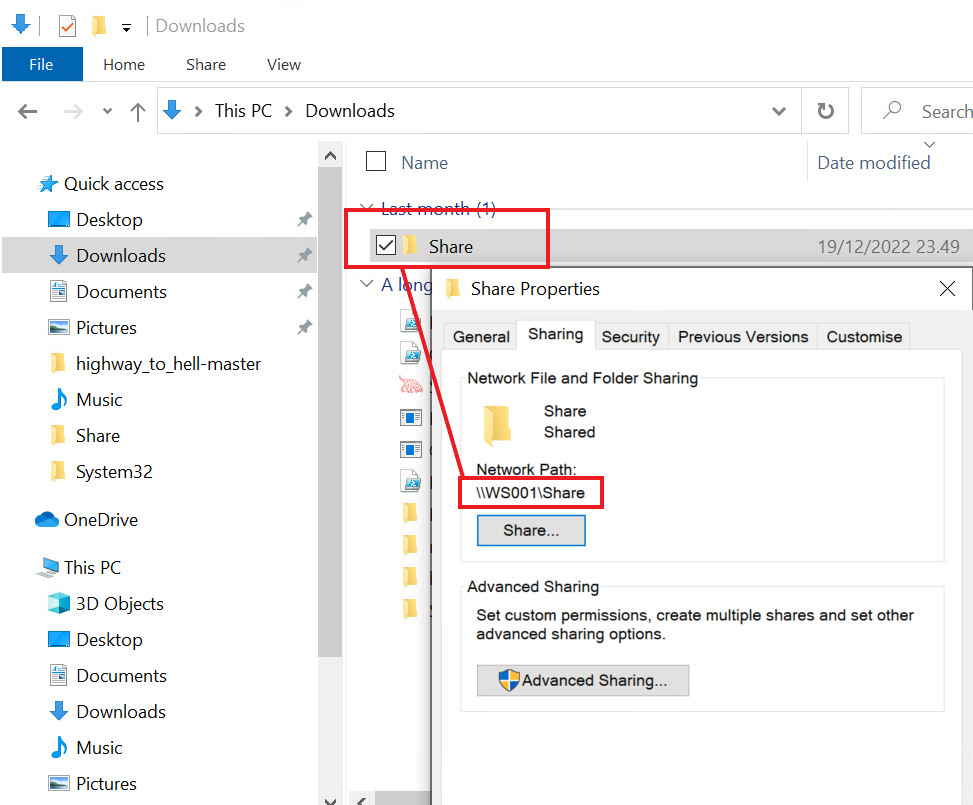 Downloads
File Home Share View
This PC Downloads
Search
Name Date modified
Quick access
Desktop
Downloads
Documents
Pictures
highway_to_hell-master
Music
Share
System32
OneDrive
This PC
3D Objects
Desktop
Documents
Downloads
Music
Pictures
Last month (1)
Share 19/12/2022 23.49
A long
Share Properties
General Sharing Security Previous Versions Customise
Network File and Folder Sharing
Share
Shared
Network Path:
\\WS001\Share
Share...
Advanced Sharing
Set custom permissions, create multiple shares and set other
advanced sharing options.
Advanced Sharing...